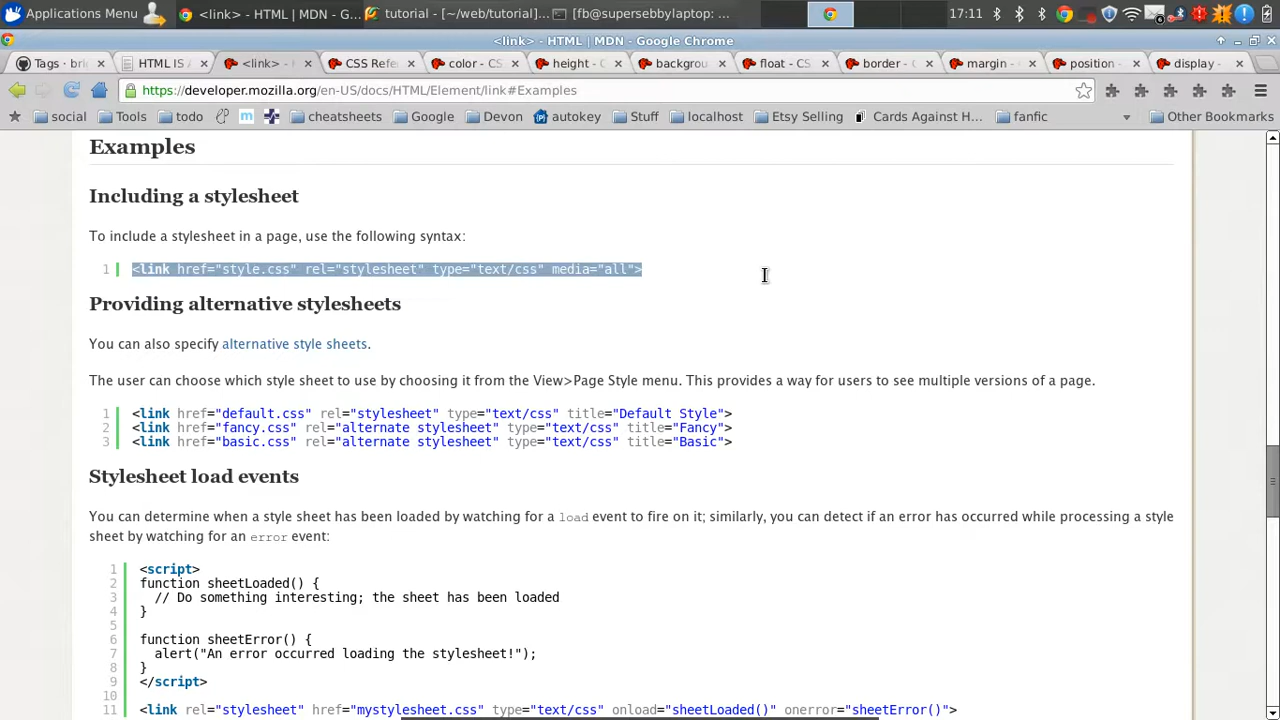 Applications Menu <link> - HTML | MDN - G... tutorial - [~/web/tutorial]... [fb@supersebbylaptop: ... 17:11
<link> - HTML | MDN - Google Chrome
Tags · bri HTML IS A <link> - H CSS Refe color - CS height - C backgrou float - CS border - C margin - position - display -
https://developer.mozilla.org/en-US/docs/HTML/Element/link#Examples
social Tools todo m cheatsheets Google Devon autokey Stuff localhost Etsy Selling Cards Against H... fanfic Other Bookmarks
Examples
Including a stylesheet
To include a stylesheet in a page, use the following syntax:
1 <link href="style.css" rel="stylesheet" type="text/css" media="all">
Providing alternative stylesheets
You can also specify alternative style sheets.
The user can choose which style sheet to use by choosing it from the View>Page Style menu. This provides a way for users to see multiple versions of a page.
1 <link href="default.css" rel="stylesheet" type="text/css" title="Default Style">
2 <link href="fancy.css" rel="alternate stylesheet" type="text/css" title="Fancy">
3 <link href="basic.css" rel="alternate stylesheet" type="text/css" title="Basic">
Stylesheet load events
You can determine when a style sheet has been loaded by watching for a load event to fire on it; similarly, you can detect if an error has occurred while processing a style
sheet by watching for an error event:
1 <script>
2 function sheetLoaded() {
3 // Do something interesting; the sheet has been loaded
4 }
5
6 function sheetError() {
7 alert("An error occurred loading the stylesheet!");
8 }
9 </script>
10
11 <link rel="stylesheet" href="mystylesheet.css" type="text/css" onload="sheetLoaded()" onerror="sheetError()">